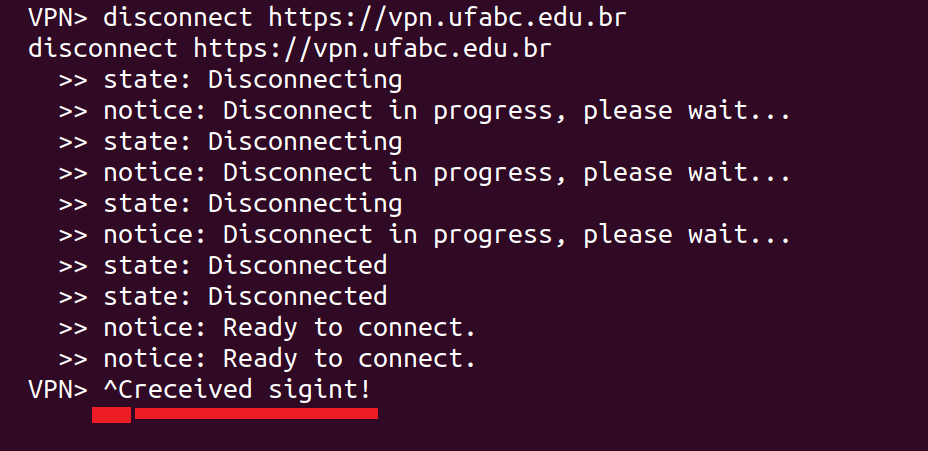 VPN> disconnect https://vpn.ufabc.edu.br
disconnect https://vpn.ufabc.edu.br
>> state: Disconnecting
>> notice: Disconnect in progress, please wait...
>> state: Disconnecting
>> notice: Disconnect in progress, please wait...
>> state: Disconnecting
>> notice: Disconnect in progress, please wait...
>> state: Disconnected
>> state: Disconnected
>> notice: Ready to connect.
>> notice: Ready to connect.
VPN> ^Creceived sigint!